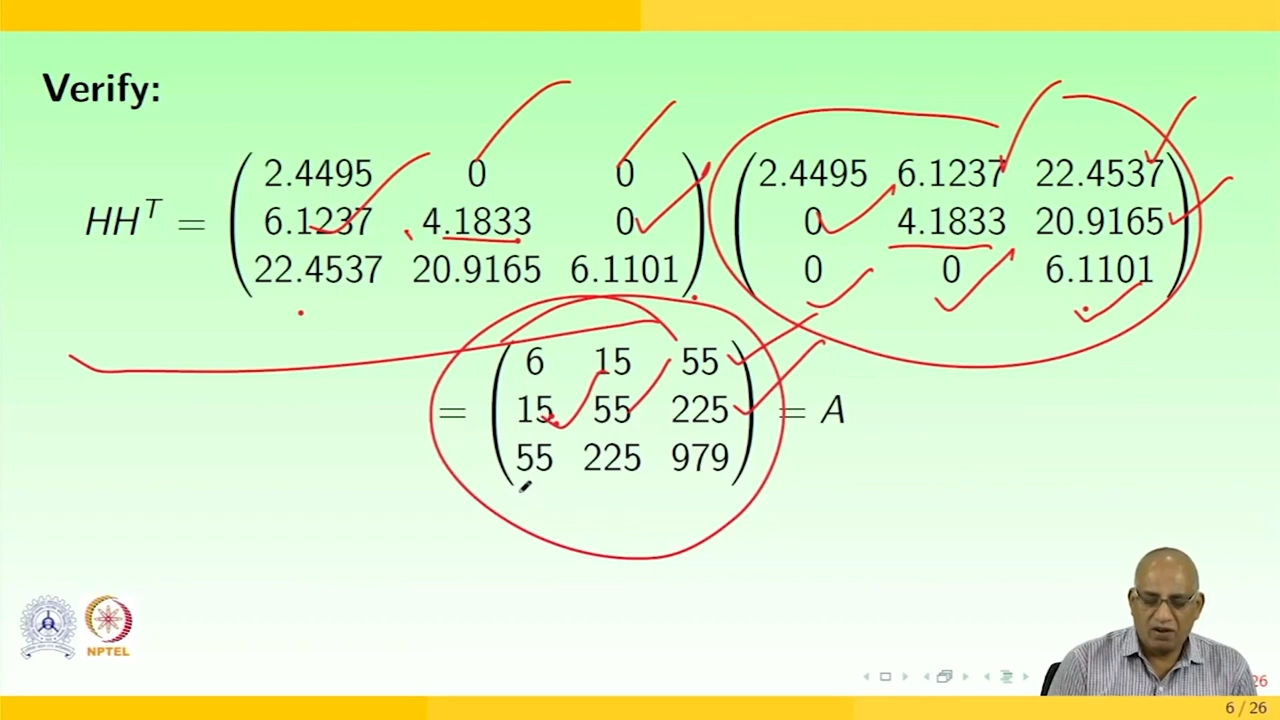 Verify:
HH^T = ( 2.4495 0 0 ) ( 2.4495 6.1237 22.4537 )
( 6.1237 4.1833 0 ) ( 0 4.1833 20.9165 )
( 22.4537 20.9165 6.1101 ) ( 0 0 6.1101 )
( 6 15 55 )
= ( 15 55 225 ) = A
( 55 225 979 )
NPTEL
26
6 / 26